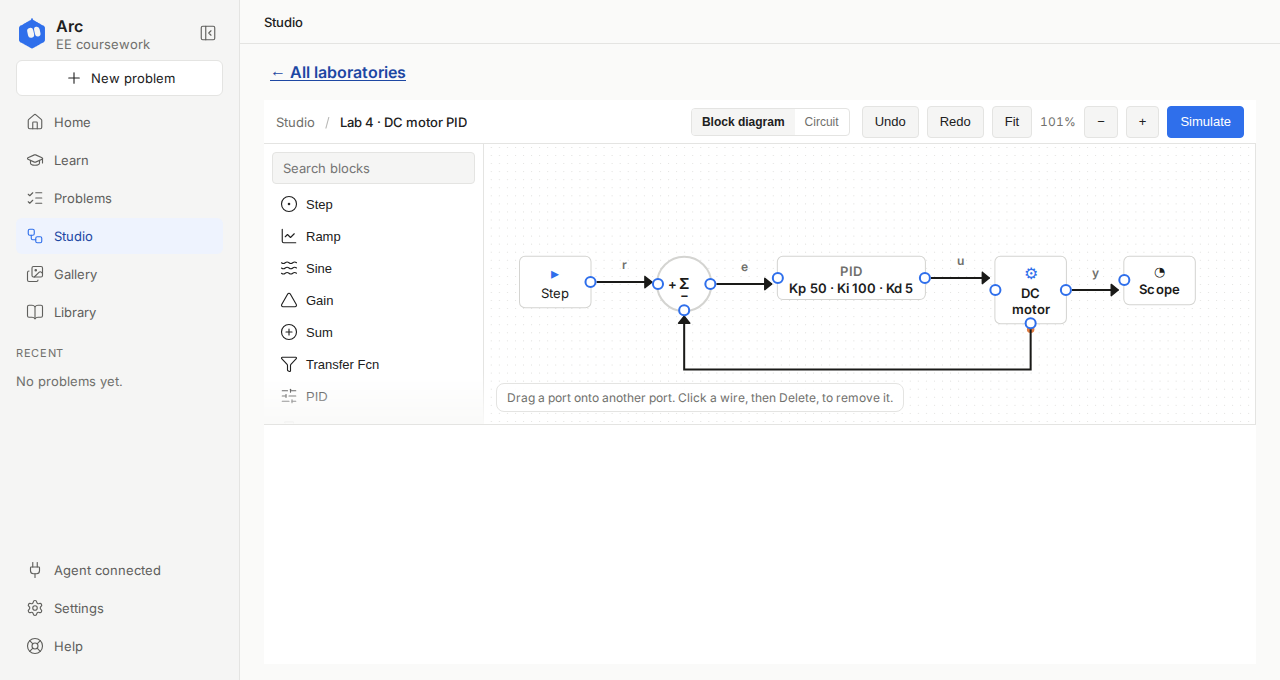 Arc
EE coursework
New problem
Home
Learn
Problems
Studio
Gallery
Library
RECENT
No problems yet.
Agent connected
Settings
Help
Studio
← All laboratories
Studio / Lab 4 · DC motor PID
Block diagram
Circuit
Undo
Redo
Fit
101%
−
+
Simulate
Search blocks
Step
Ramp
Sine
Gain
Sum
Transfer Fcn
PID
Step
r
+ Σ
−
e
PID
Kp 50 · Ki 100 · Kd 5
u
DC
motor
y
Scope
Drag a port onto another port. Click a wire, then Delete, to remove it.